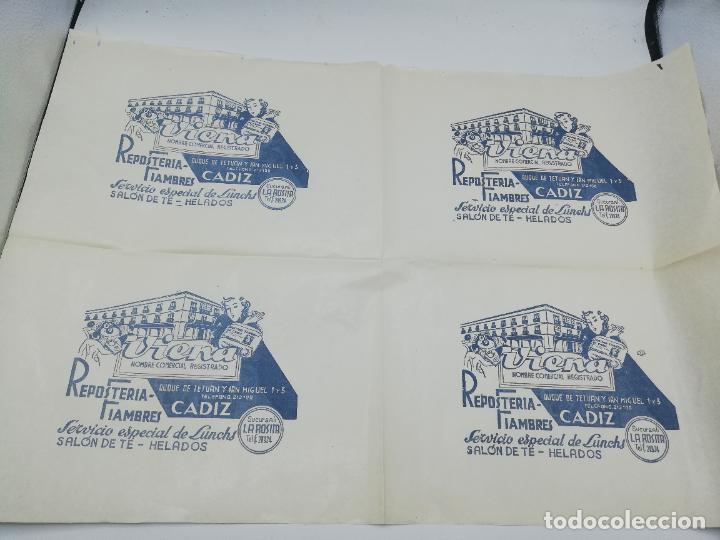 Viena
NOMBRE COMERCIAL REGISTRADO
REPOSTERIA-
FIAMBRES
DUQUE DE TETUAN Y SAN MIGUEL 1 y 3
CADIZ
Servicio especial de Lunchs
SALÓN DE TÉ - HELADOS
Sucursal:
LA ROSITA
Viena
NOMBRE COMERCIAL REGISTRADO
REPOSTERIA-
FIAMBRES
DUQUE DE TETUAN Y SAN MIGUEL 1 y 3
CADIZ
Servicio especial de Lunchs
SALÓN DE TÉ - HELADOS
Sucursal:
LA ROSITA
Viena
NOMBRE COMERCIAL REGISTRADO
REPOSTERIA-
FIAMBRES
DUQUE DE TETUAN Y SAN MIGUEL 1 y 3
TELEFONO 212198
CADIZ
Servicio especial de Lunchs
SALÓN DE TÉ - HELADOS
Sucursal:
LA ROSITA
Viena
NOMBRE COMERCIAL REGISTRADO
REPOSTERIA-
FIAMBRES
DUQUE DE TETUAN Y SAN MIGUEL 1 y 3
CADIZ
Servicio especial de Lunchs
SALÓN DE TÉ - HELADOS
Sucursal:
LA ROSITA
todocoleccion.net